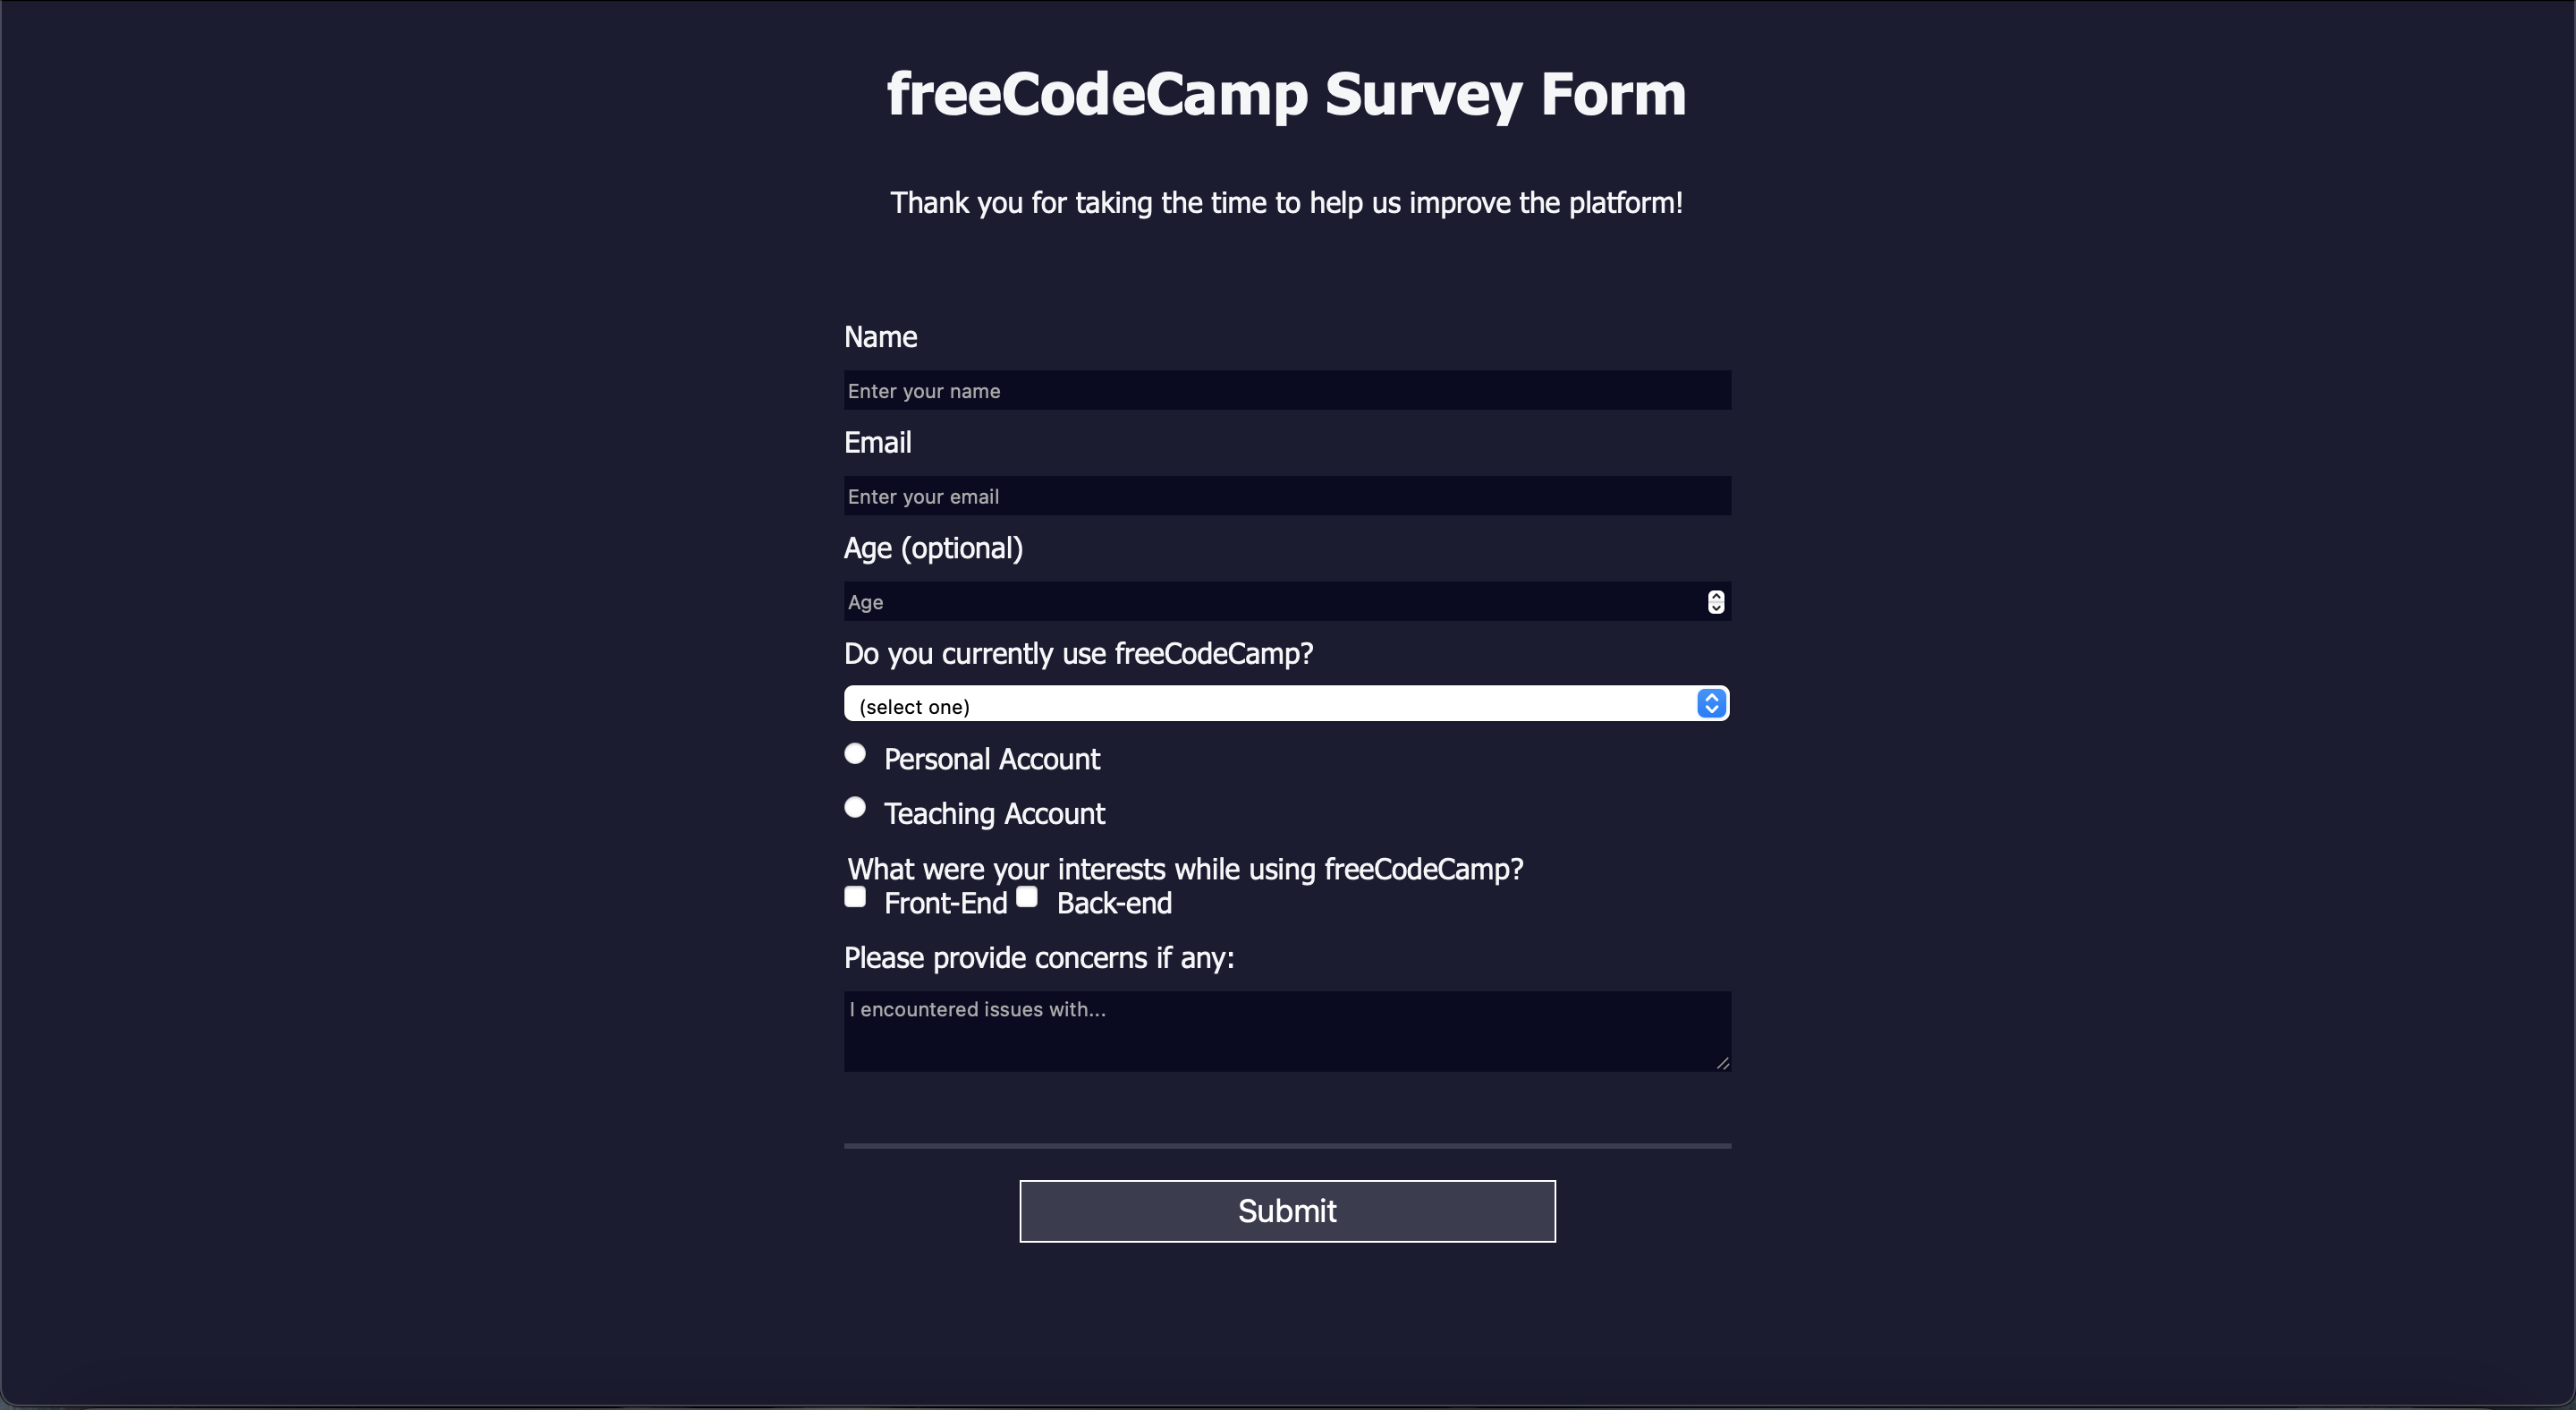 freeCodeCamp Survey Form
Thank you for taking the time to help us improve the platform!
Name
Enter your name
Email
Enter your email
Age (optional)
Age
Do you currently use freeCodeCamp?
(select one)
Personal Account
Teaching Account
What were your interests while using freeCodeCamp?
Front-End Back-end
Please provide concerns if any:
I encountered issues with...
Submit